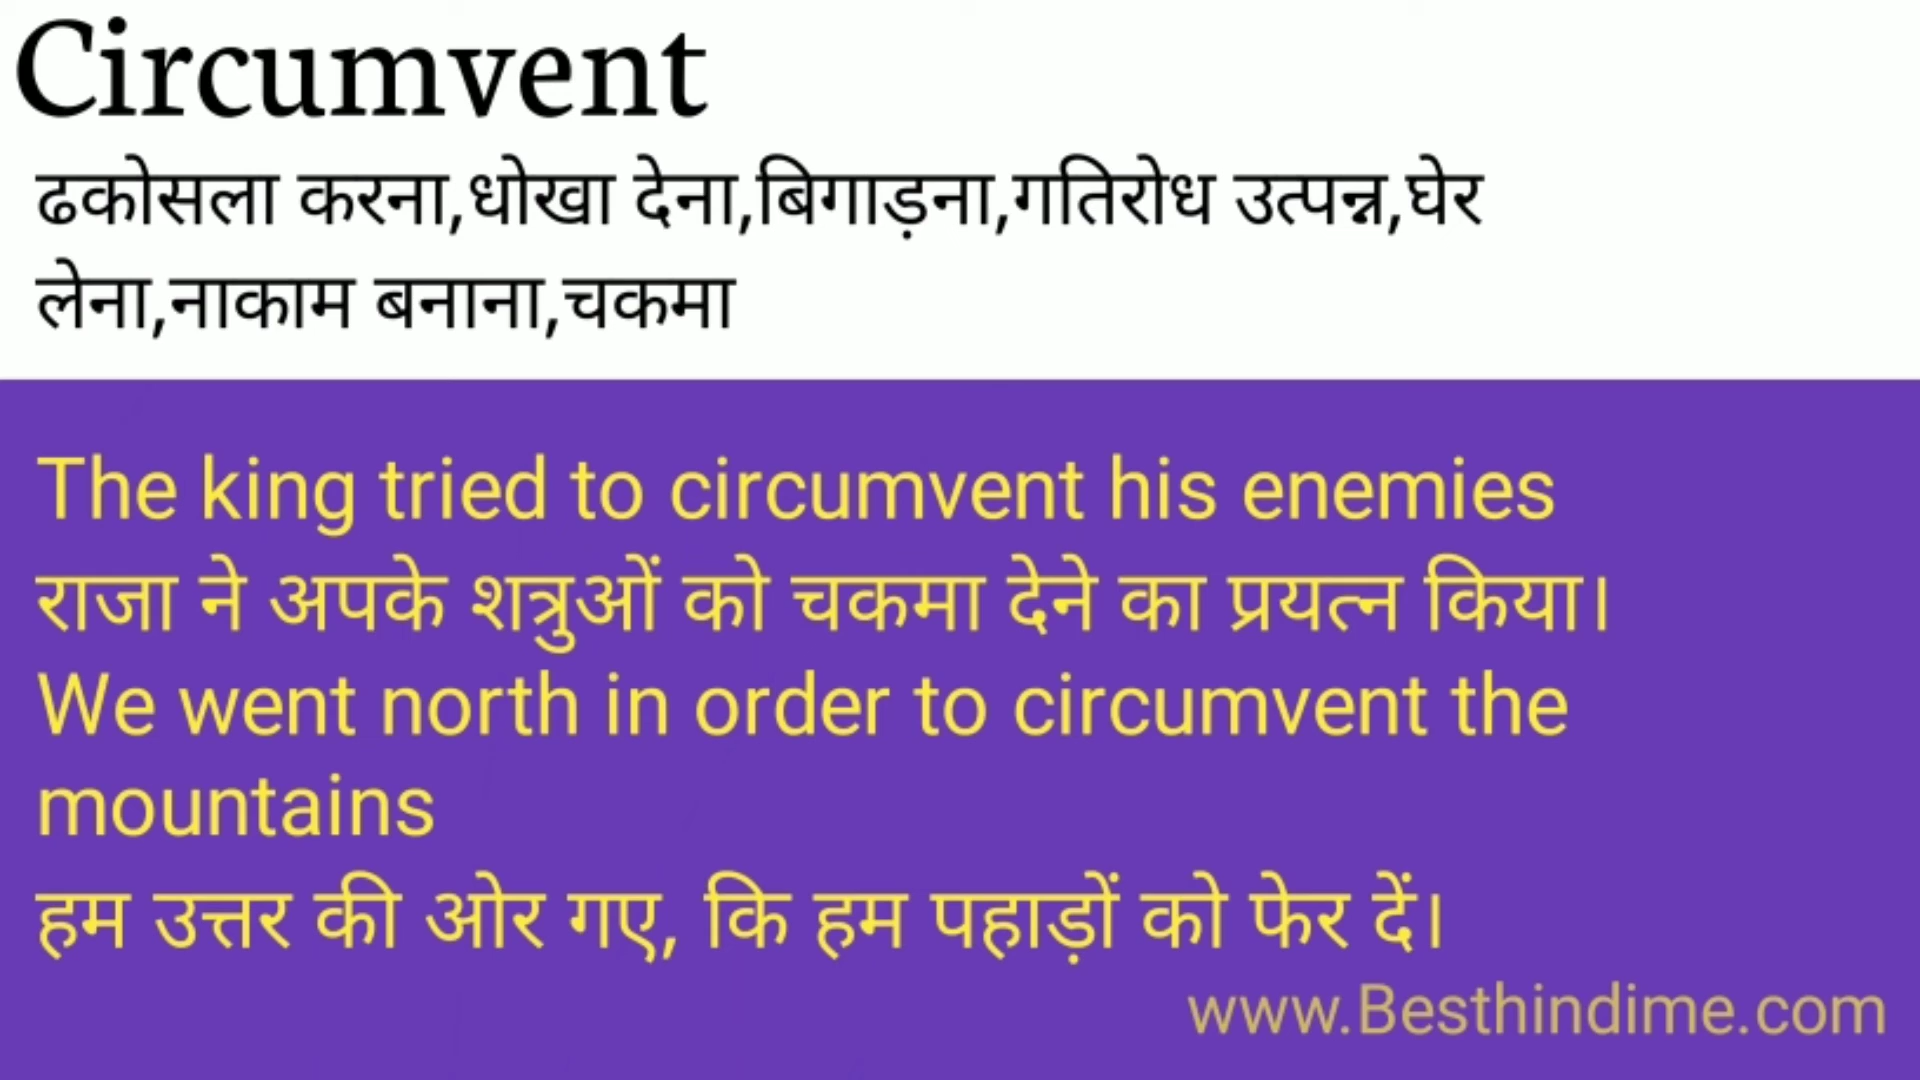 Circumvent
ढकोसला करना,धोखा देना,बिगाड़ना,गतिरोध उत्पन्न,घेर
लेना,नाकाम बनाना,चकमा
The king tried to circumvent his enemies
राजा ने अपके शत्रुओं को चकमा देने का प्रयत्न किया।
We went north in order to circumvent the
mountains
हम उत्तर की ओर गए, कि हम पहाड़ों को फेर दें।
www.Besthindime.com